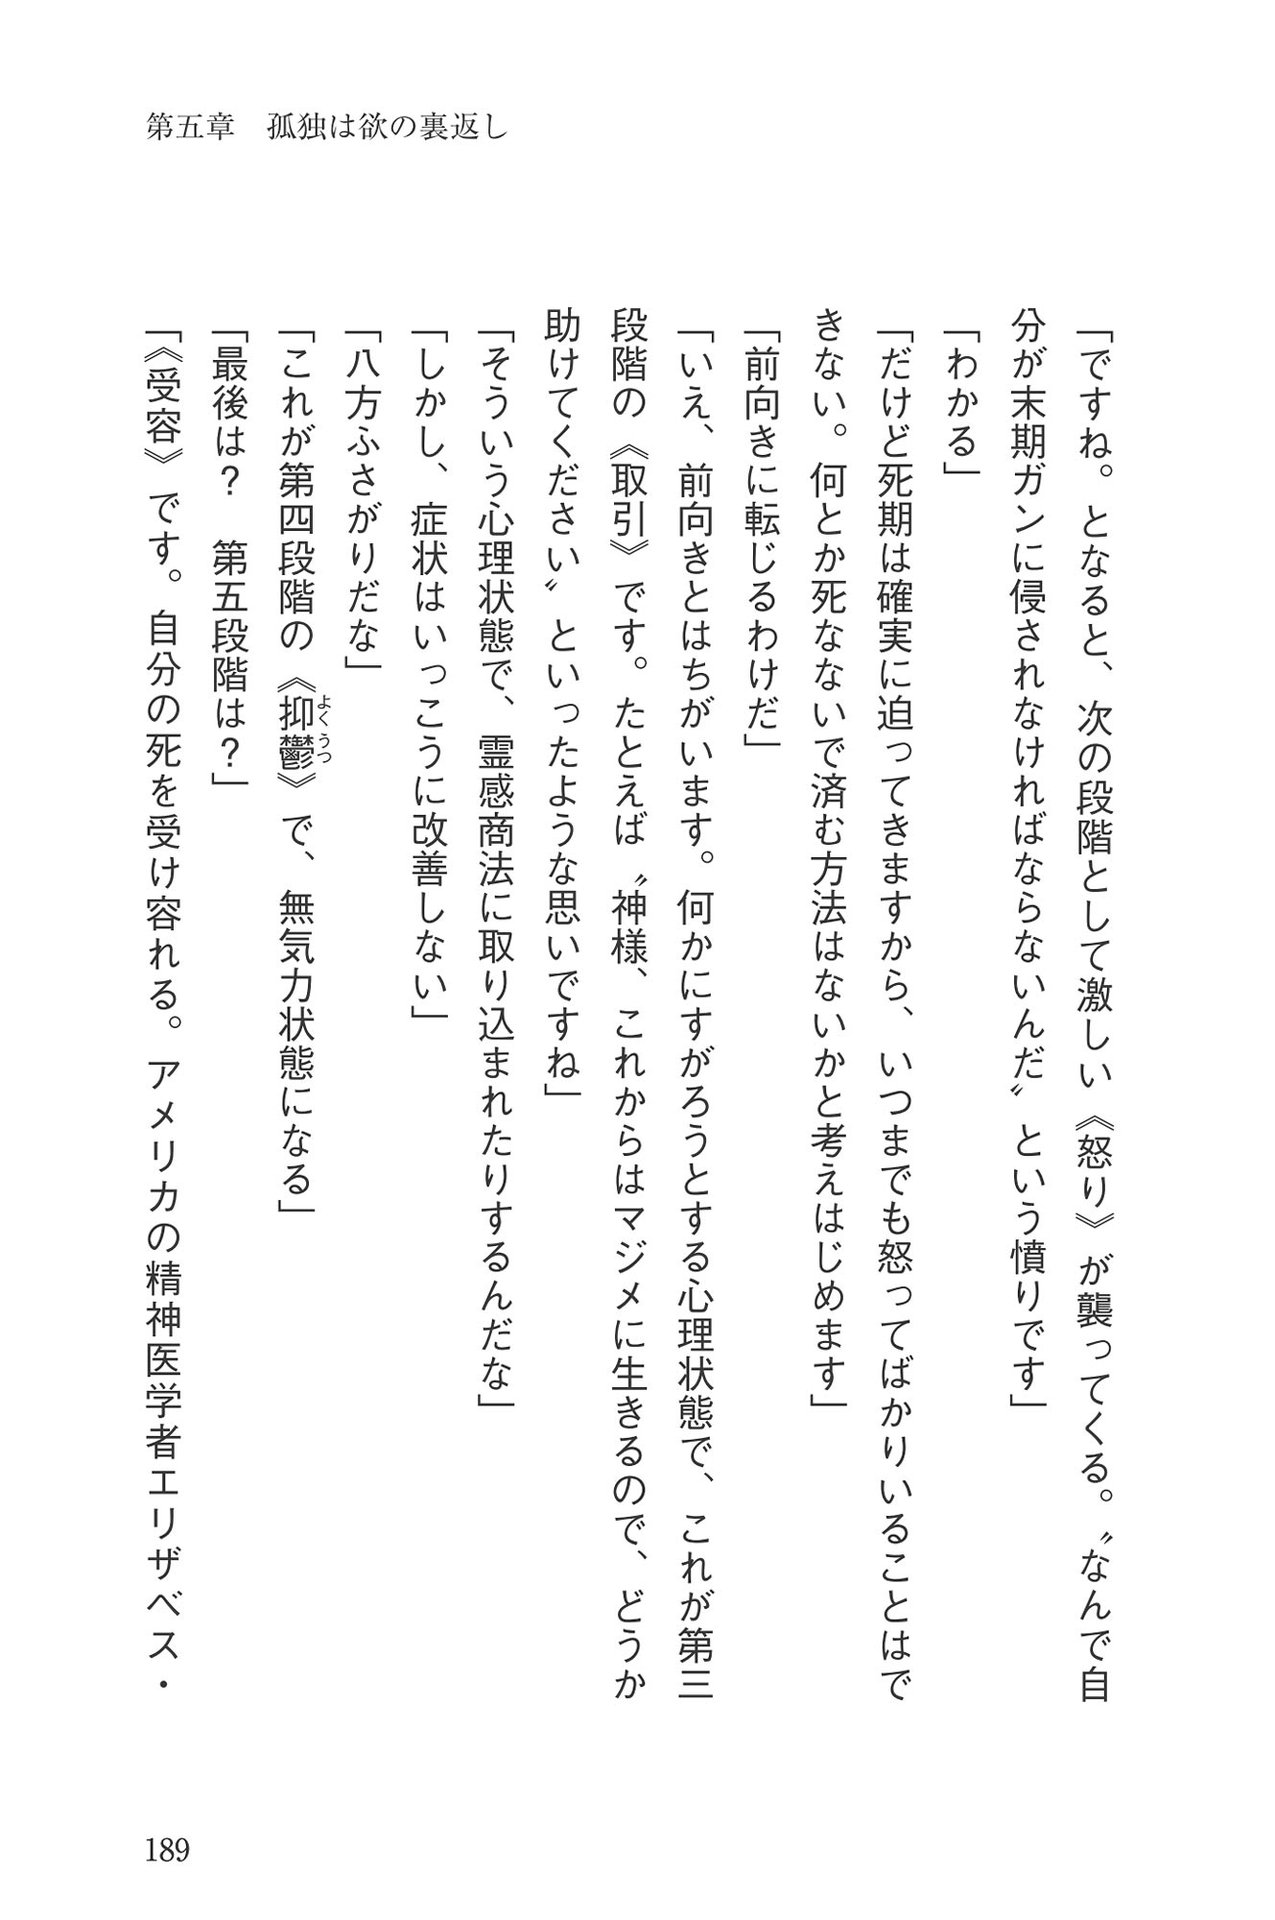 第五章　孤独は欲の裏返し
「ですね。となると、次の段階として激しい《怒り》が襲ってくる。〝なんで自
分が末期ガンに侵されなければならないんだ〟という憤りです」
「わかる」
「だけど死期は確実に迫ってきますから、いつまでも怒ってばかりいることはで
きない。何とか死なないで済む方法はないかと考えはじめます」
「前向きに転じるわけだ」
「いえ、前向きとはちがいます。何かにすがろうとする心理状態で、これが第三
段階の《取引》です。たとえば〝神様、これからはマジメに生きるので、どうか
助けてください〟といったような思いですね」
「そういう心理状態で、霊感商法に取り込まれたりするんだな」
「しかし、症状はいっこうに改善しない」
「八方ふさがりだな」
「これが第四段階の《抑鬱》で、無気力状態になる」
よくうつ
「最後は？　第五段階は？」
「《受容》です。自分の死を受け容れる。アメリカの精神医学者エリザベス・
189